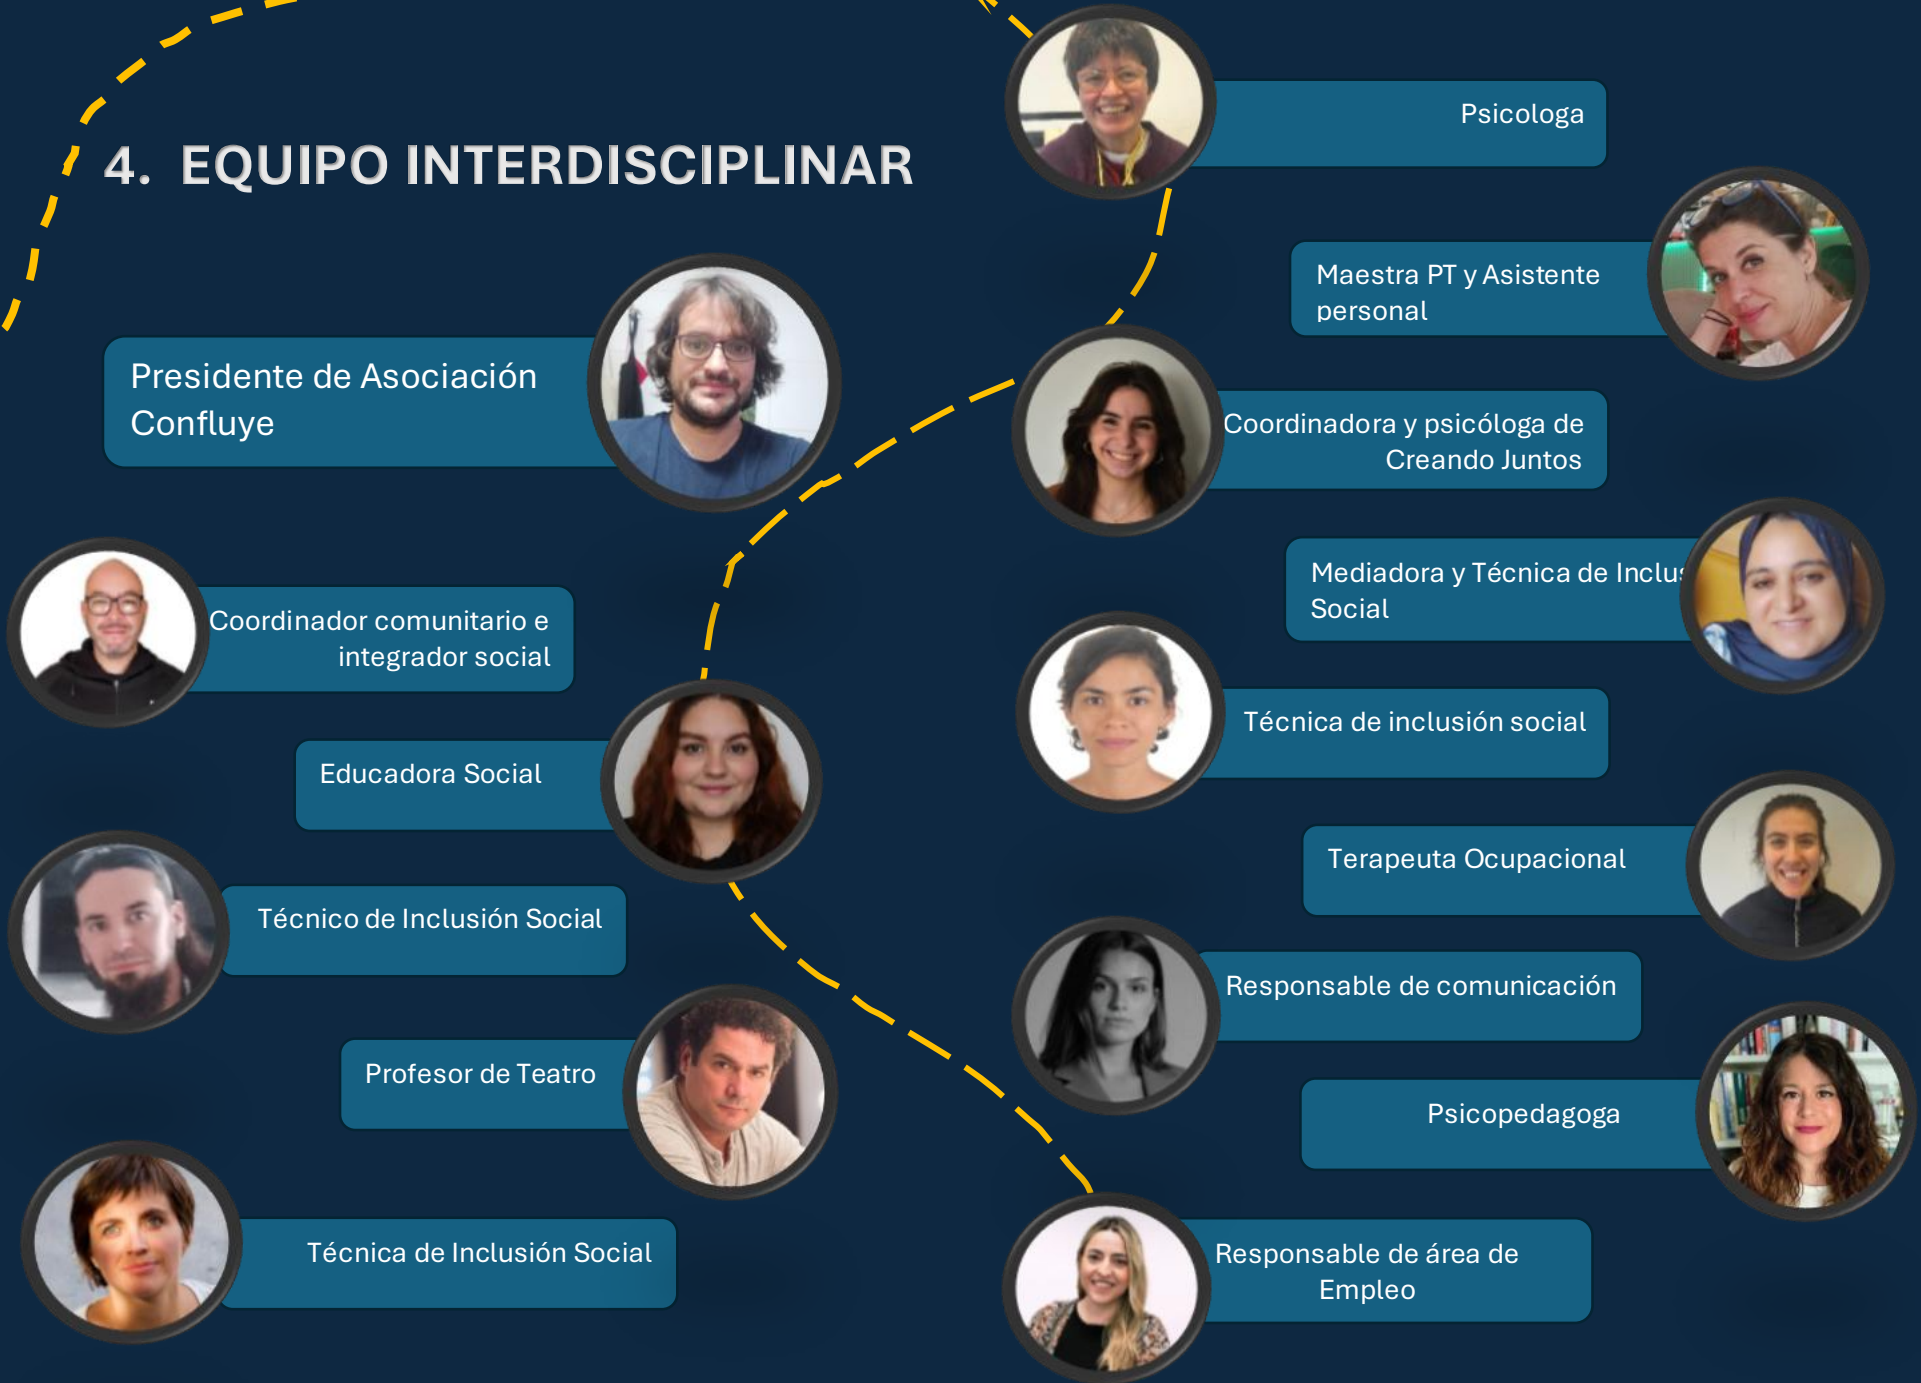 4. EQUIPO INTERDISCIPLINAR
Presidente de Asociación
Confluye
Coordinador comunitario e
integrador social
Educadora Social
Técnico de Inclusión Social
Profesor de Teatro
Técnica de Inclusión Social
Psicologa
Maestra PT y Asistente
personal
Coordinadora y psicóloga de
Creando Juntos
Mediadora y Técnica de
Social
Técnica de inclusión social
Terapeuta Ocupacional
Responsable de comunicación
Psicopedagoga
Responsable de área de
Empleo